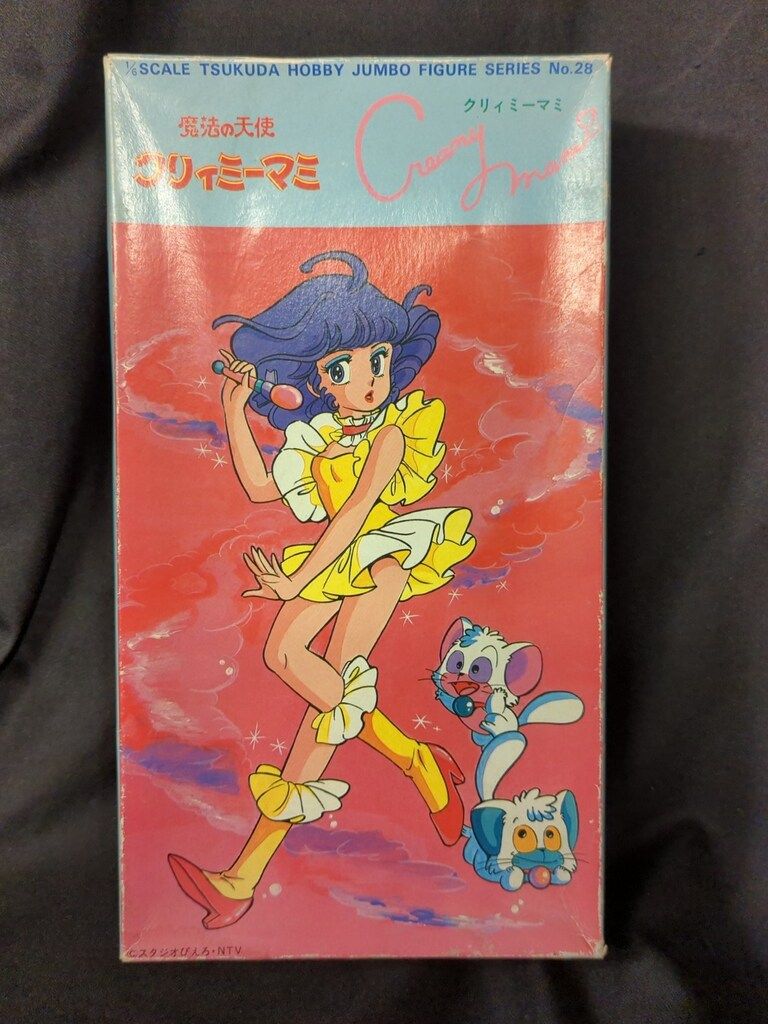 1/6 SCALE TSUKUDA HOBBY JUMBO FIGURE SERIES No.28
クリィミーマミ
魔法の天使
クリィミーマミ
Creamy mami
©スタジオぴえろ・NTV